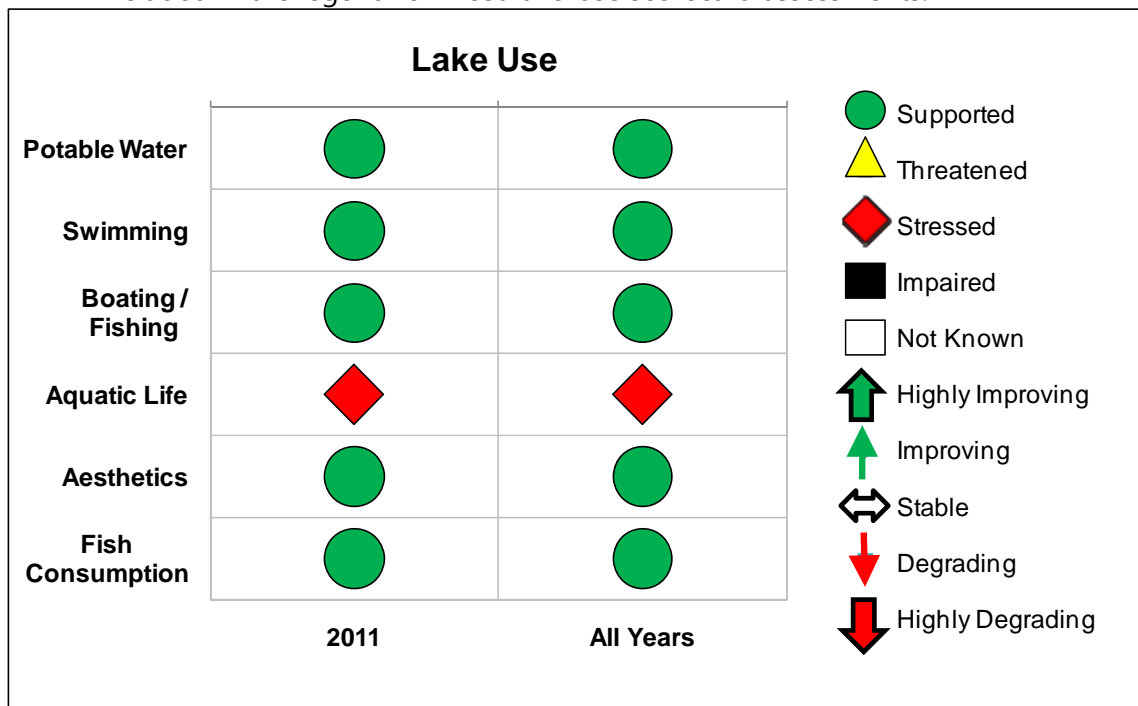 Lake Use
Potable Water
Swimming
Boating /
Fishing
Aquatic Life
Aesthetics
Fish
Consumption
2011
All Years
Supported
Threatened
Stressed
Impaired
Not Known
Highly Improving
Improving
Stable
Degrading
Highly Degrading